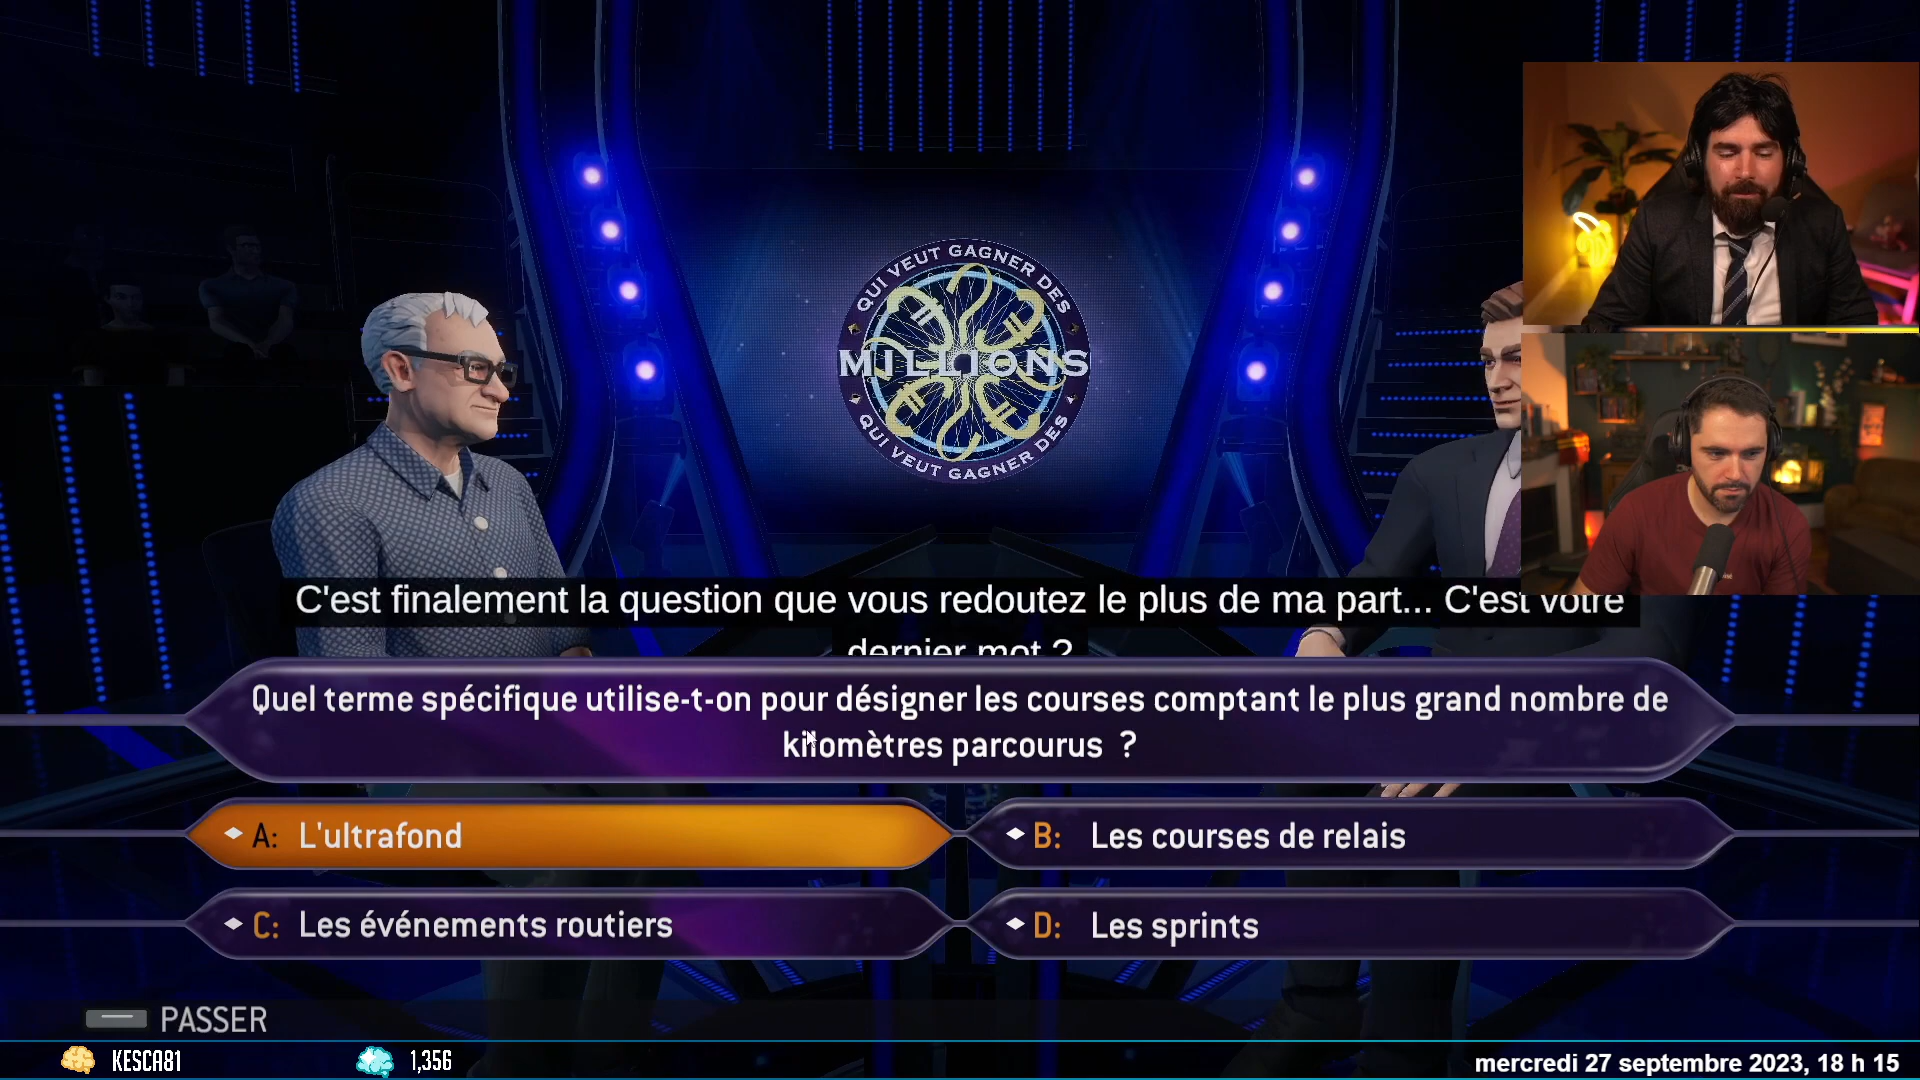 QUI VEUT GAGNER DES
MILLIONS
QUI VEUT GAGNER DES
C'est finalement la question que vous redoutez le plus de ma part... C'est votre
dernier mot ?
Quel terme spécifique utilise-t-on pour désigner les courses comptant le plus grand nombre de
kilomètres parcourus ?
A: L'ultrafond
B: Les courses de relais
C: Les événements routiers
D: Les sprints
PASSER
KESCA81
1,356
mercredi 27 septembre 2023, 18 h 15